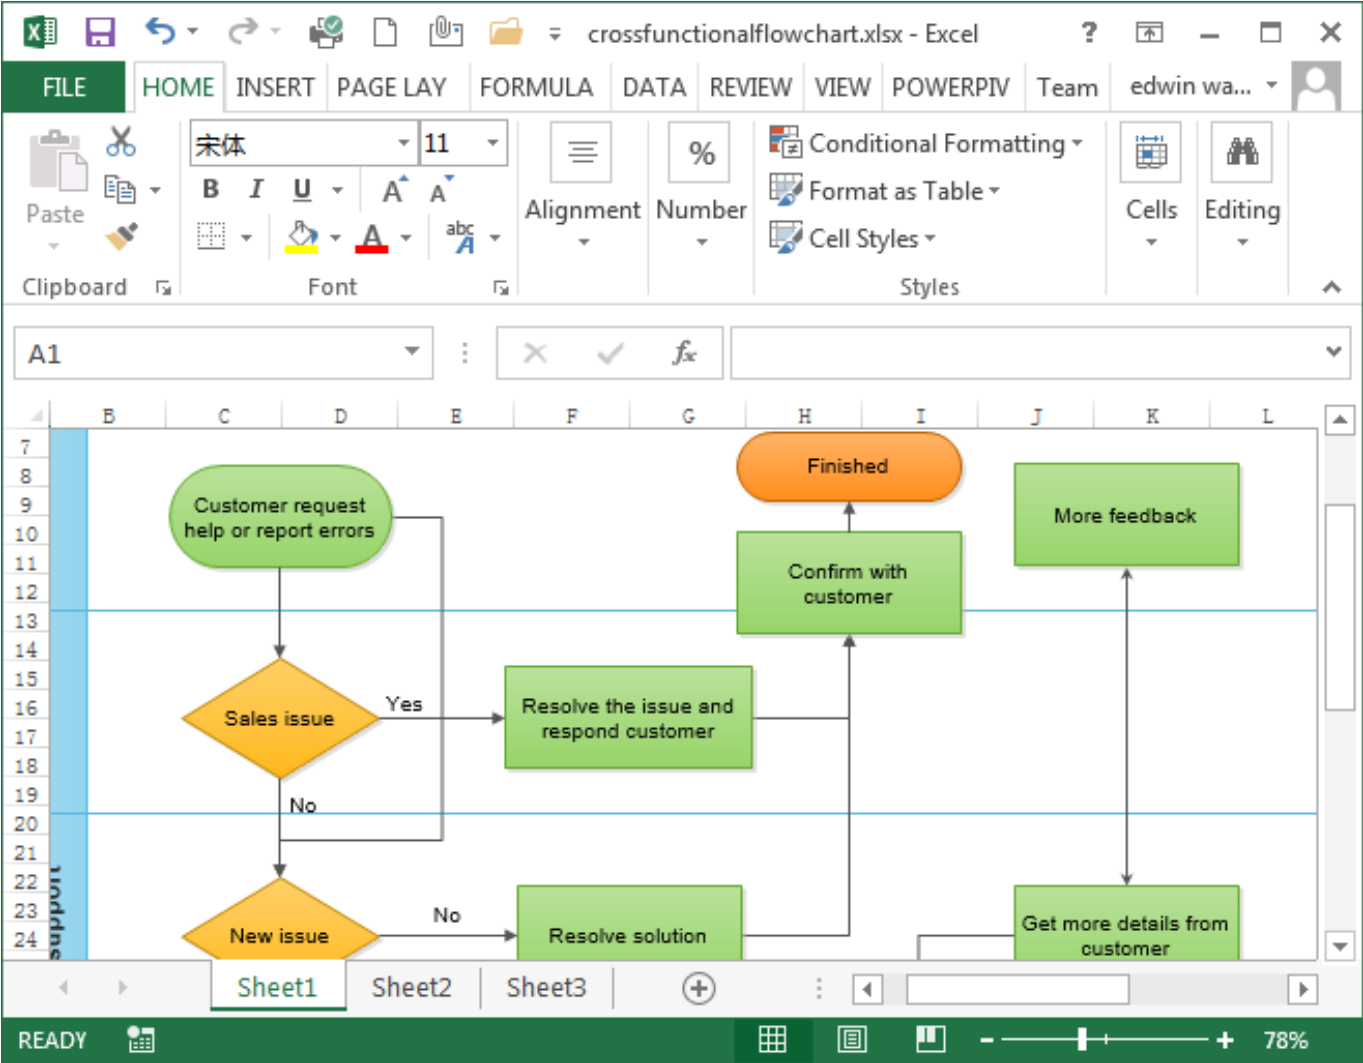 crossfunctionalflowchart.xlsx - Excel
?
FILE
HOME
INSERT
PAGE LAY
FORMULA
DATA
REVIEW
VIEW
POWERPIV
Team
edwin wa...
Paste
Clipboard
宋体
11
B I U A A
A abc A
Font
Alignment
%
Number
Conditional Formatting
Format as Table
Cell Styles
Styles
Cells
Editing
A1
fx
B C D E F G H I J K L
7
8
9
10
11
12
13
14
15
16
17
18
19
20
21
22
23
24
Finished
Customer request
help or report errors
More feedback
Confirm with
customer
Sales issue
Yes
Resolve the issue and
respond customer
No
support
New issue
No
Resolve solution
Get more details from
customer
Sheet1
Sheet2
Sheet3
READY
78%